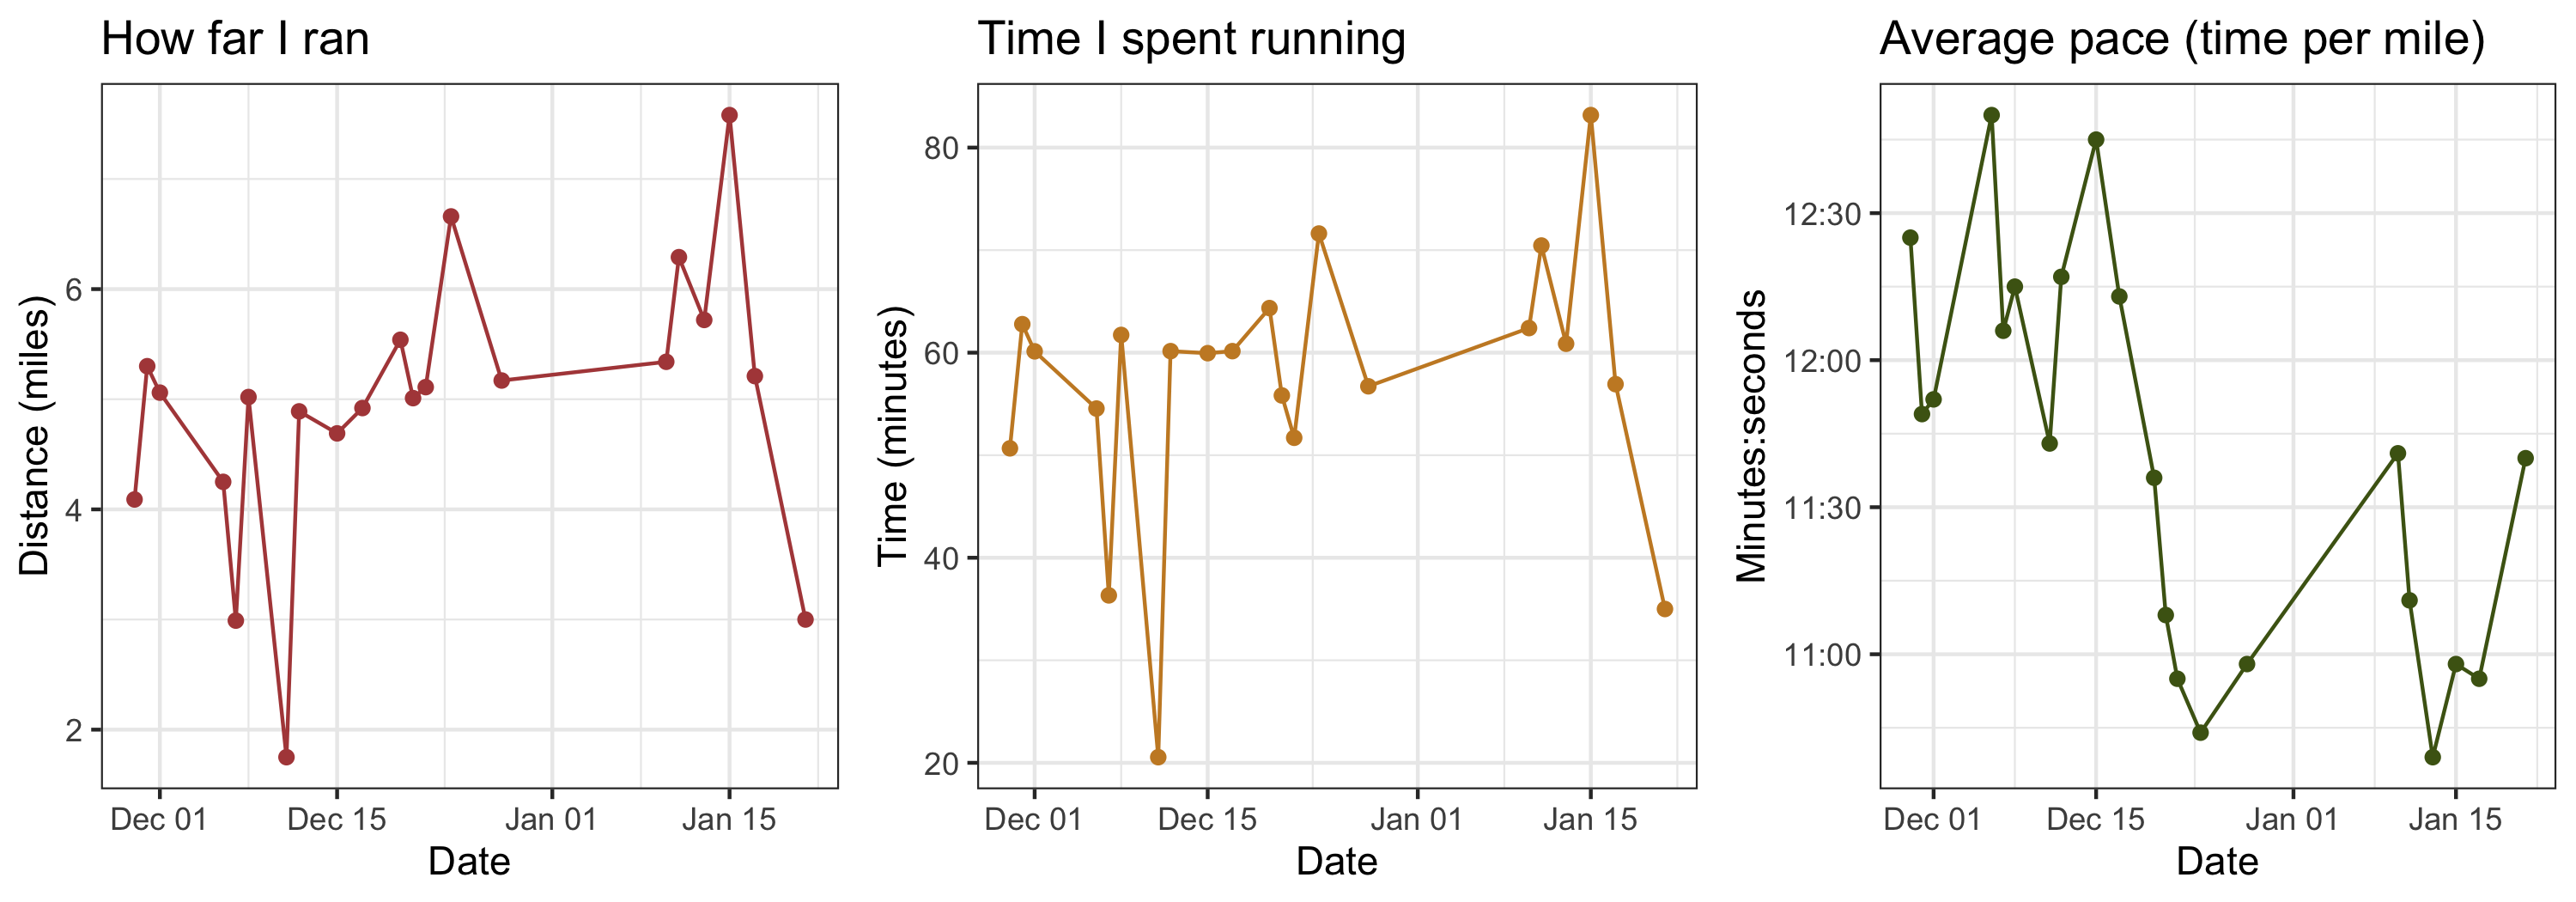 How far I ran
Distance (miles)
6
4
2
Dec 01
Dec 15
Jan 01
Jan 15
Date
Time I spent running
Time (minutes)
80
60
40
20
Dec 01
Dec 15
Jan 01
Jan 15
Date
Average pace (time per mile)
Minutes:seconds
12:30
12:00
11:30
11:00
Dec 01
Dec 15
Jan 01
Jan 15
Date